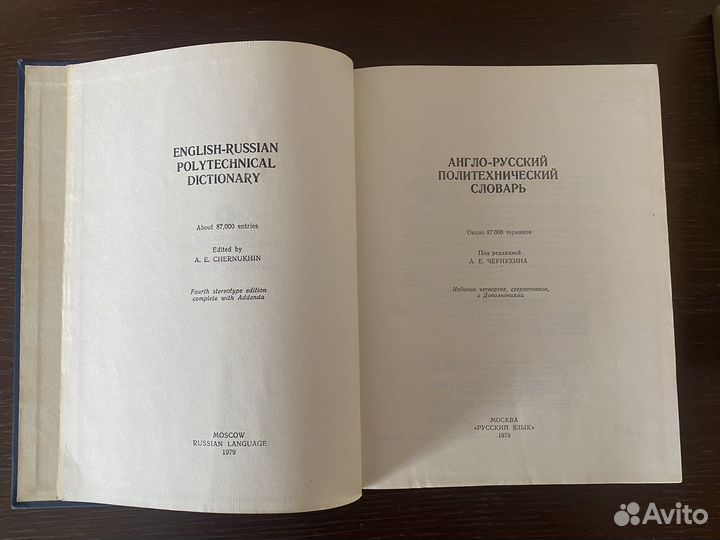 ENGLISH-RUSSIAN
POLYTECHNICAL
DICTIONARY
About 87,000 entries
Edited by
A. E. CHERNUKHIN
Fourth stereotype edition
complete with Addenda
MOSCOW
RUSSIAN LANGUAGE
1979
АНГЛО-РУССКИЙ
ПОЛИТЕХНИЧЕСКИЙ
СЛОВАРЬ
Около 87 000 терминов
Под редакцией
А. Е. ЧЕРНУХИНА
Издание четвертое, стереотипное,
с Дополнениями
МОСКВА
«РУССКИЙ ЯЗЫК»
1979
Avito